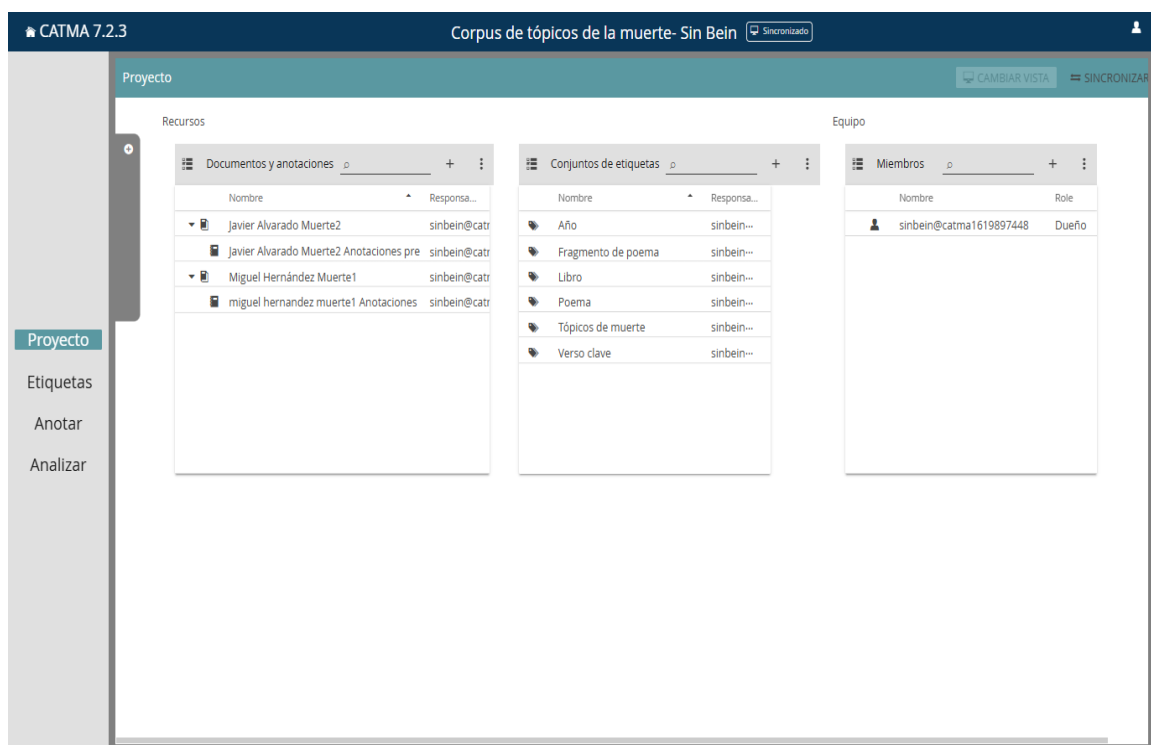 CATMA 7.2.3
Corpus de tópicos de la muerte- Sin Bein Sincronizado
Proyecto CAMBIAR VISTA SINCRONIZAR
Recursos
Equipo
Documentos y anotaciones
Nombre Responsa...
Javier Alvarado Muerte2 sinbein@catr
Javier Alvarado Muerte2 Anotaciones pre sinbein@catr
Miguel Hernández Muerte1 sinbein@catr
miguel hernandez muerte1 Anotaciones sinbein@catr
Conjuntos de etiquetas
Nombre Responsa...
Año sinbein...
Fragmento de poema sinbein...
Libro sinbein...
Poema sinbein...
Tópicos de muerte sinbein...
Verso clave sinbein...
Miembros
Nombre Role
sinbein@catma1619897448 Dueño
Proyecto
Etiquetas
Anotar
Analizar